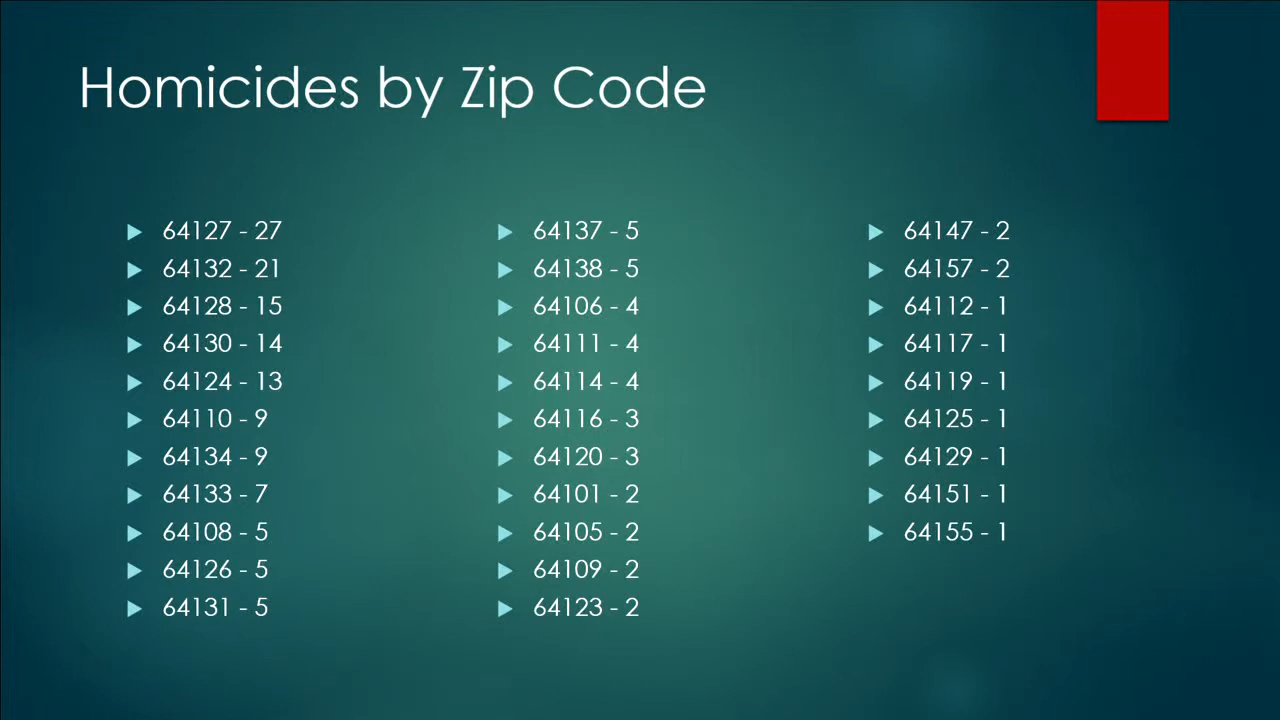 Homicides by Zip Code
64127 - 27
64132 - 21
64128 - 15
64130 - 14
64124 - 13
64110 - 9
64134 - 9
64133 - 7
64108 - 5
64126 - 5
64131 - 5
64137 - 5
64138 - 5
64106 - 4
64111 - 4
64114 - 4
64116 - 3
64120 - 3
64101 - 2
64105 - 2
64109 - 2
64123 - 2
64147 - 2
64157 - 2
64112 - 1
64117 - 1
64119 - 1
64125 - 1
64129 - 1
64151 - 1
64155 - 1